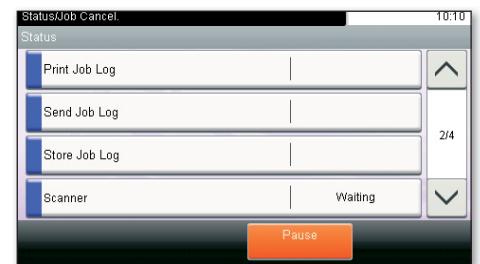 Status/Job Cancel. 10:10
Status
Print Job Log
Send Job Log
2/4
Store Job Log
Scanner Waiting
Pause